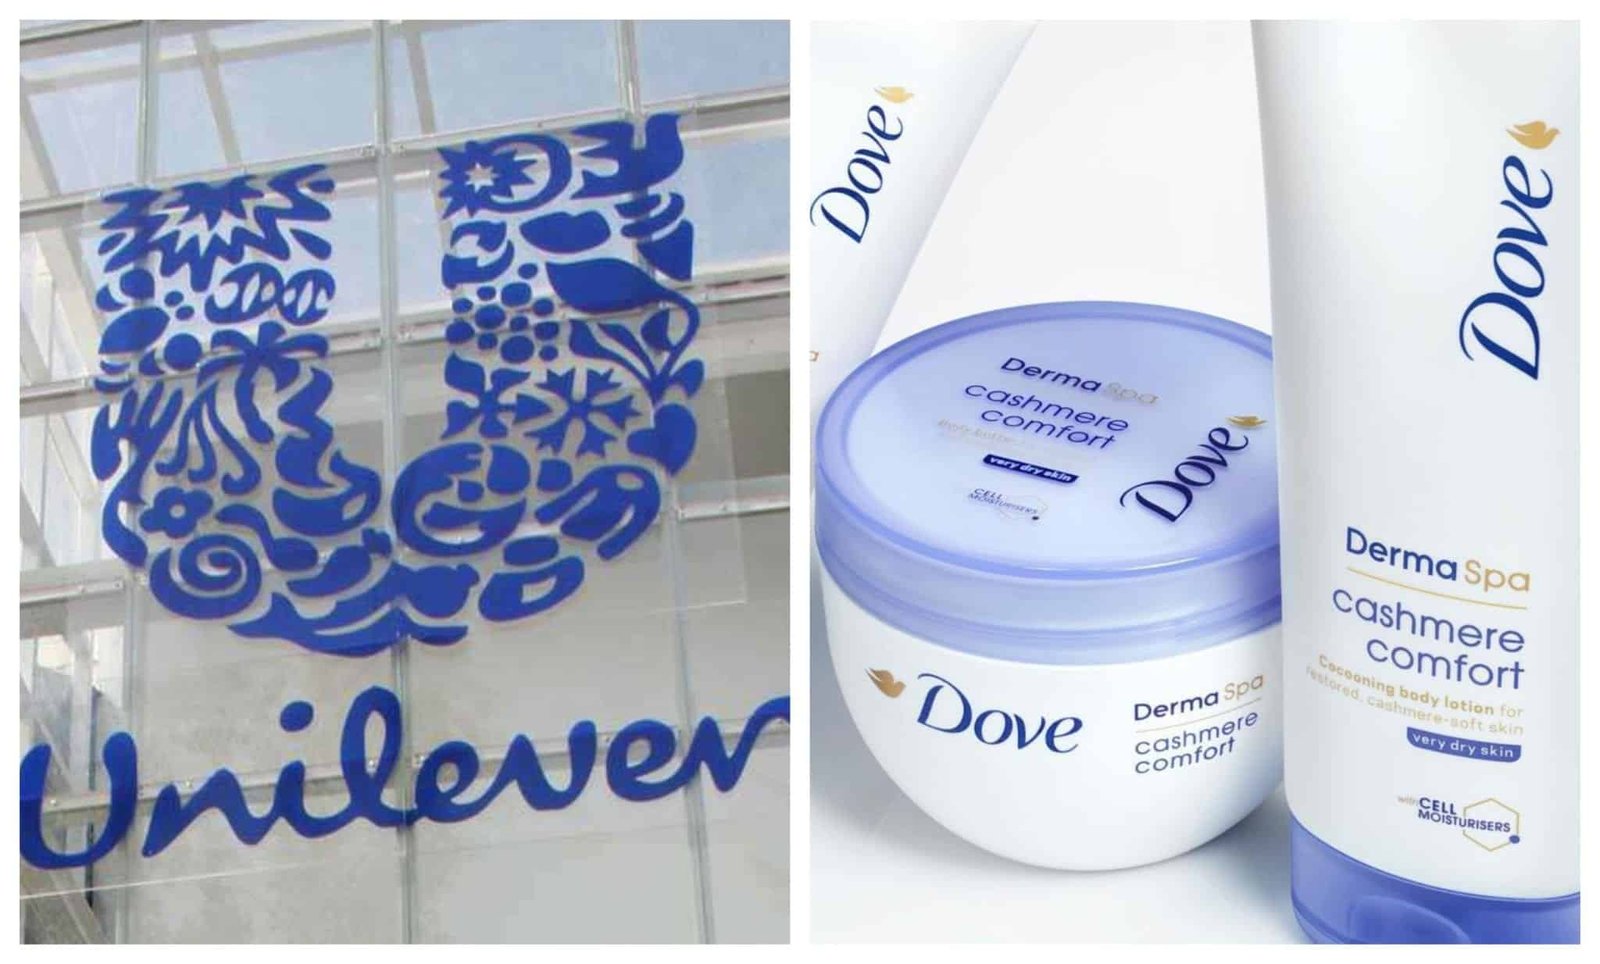 Unilever
Dove
Derma Spa
cashmere
comfort
very dry skin
CELL
MOISTURISERS
Dove
Dove
Derma Spa
cashmere
comfort
Dove
Derma Spa
cashmere
comfort
Cocooning body lotion for
restored, cashmere-soft skin
very dry skin
with CELL
MOISTURISERS